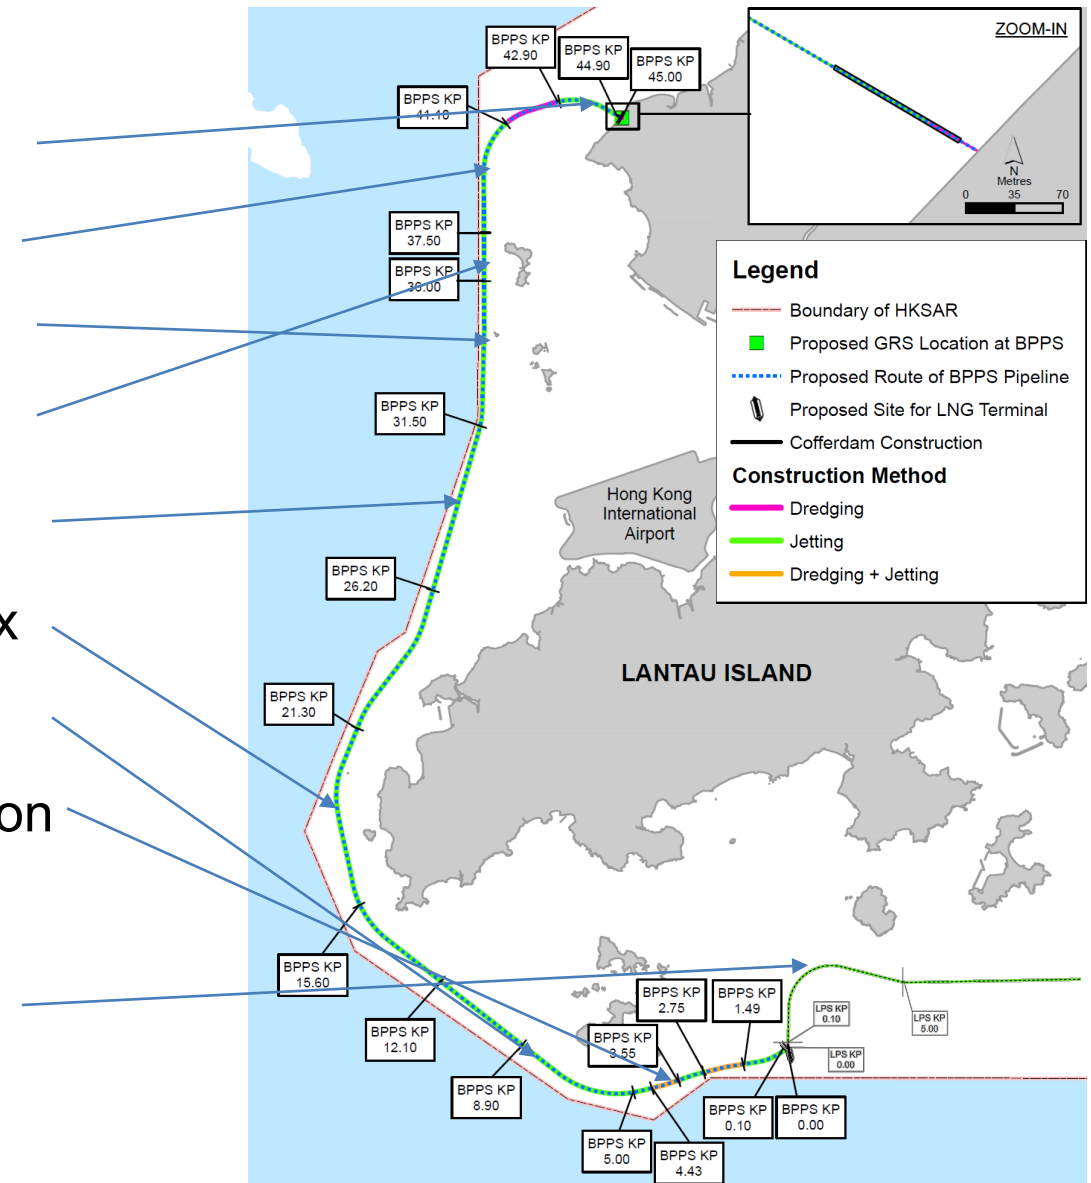 BPPS KP
42.90
BPPS KP
44.90
BPPS KP
45.00
BPPS KP
41.10
ZOOM-IN
N
Metres
0 35 70
BPPS KP
37.50
BPPS KP
36.00
BPPS KP
31.50
BPPS KP
26.20
BPPS KP
21.30
BPPS KP
15.60
BPPS KP
12.10
BPPS KP
8.90
BPPS KP
5.00
BPPS KP
4.43
BPPS KP
3.55
BPPS KP
2.75
BPPS KP
1.49
BPPS KP
0.10
BPPS KP
0.00
LPS KP
0.10
LPS KP
0.00
LPS KP
5.00
Legend
Boundary of HKSAR
Proposed GRS Location at BPPS
Proposed Route of BPPS Pipeline
Proposed Site for LNG Terminal
Cofferdam Construction
Construction Method
Dredging
Jetting
Dredging + Jetting
Hong Kong
International
Airport
LANTAU ISLAND
x
on